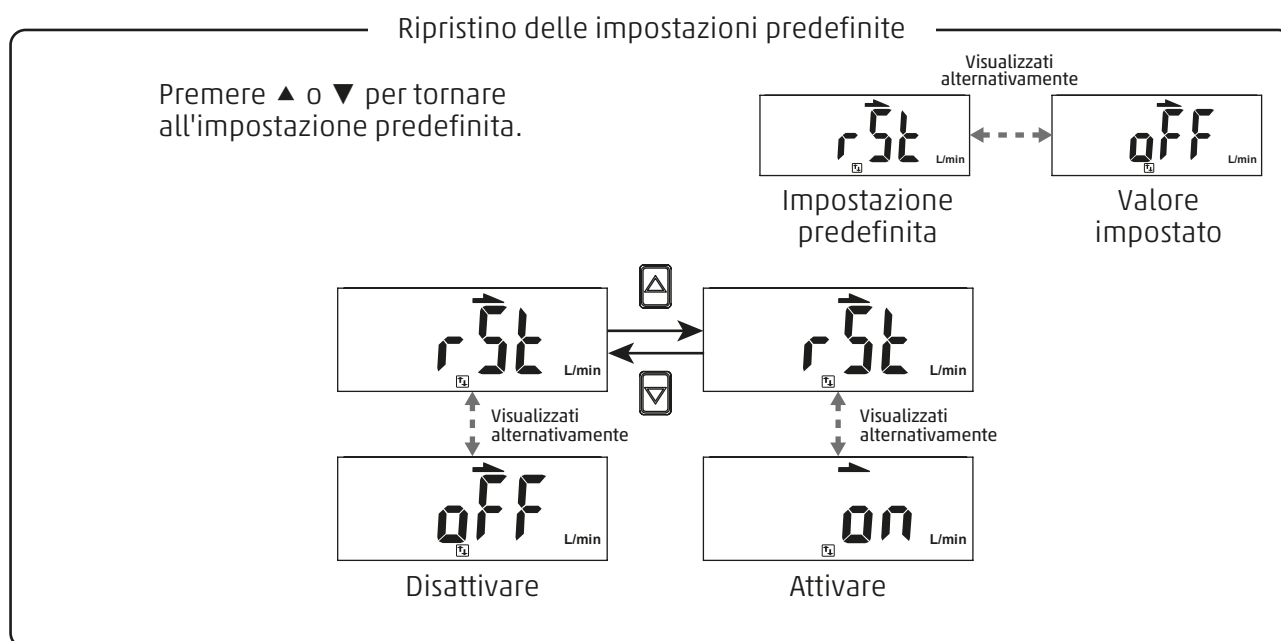 Ripristino delle impostazioni predefinite
Premere ▲ o ▼ per tornare
all'impostazione predefinita.
Visualizzati
alternativamente
rSt
L/min
oFF
L/min
Impostazione
predefinita
Valore
impostato
rSt
L/min
rSt
L/min
Visualizzati
alternativamente
Visualizzati
alternativamente
oFF
L/min
on
L/min
Disattivare
Attivare